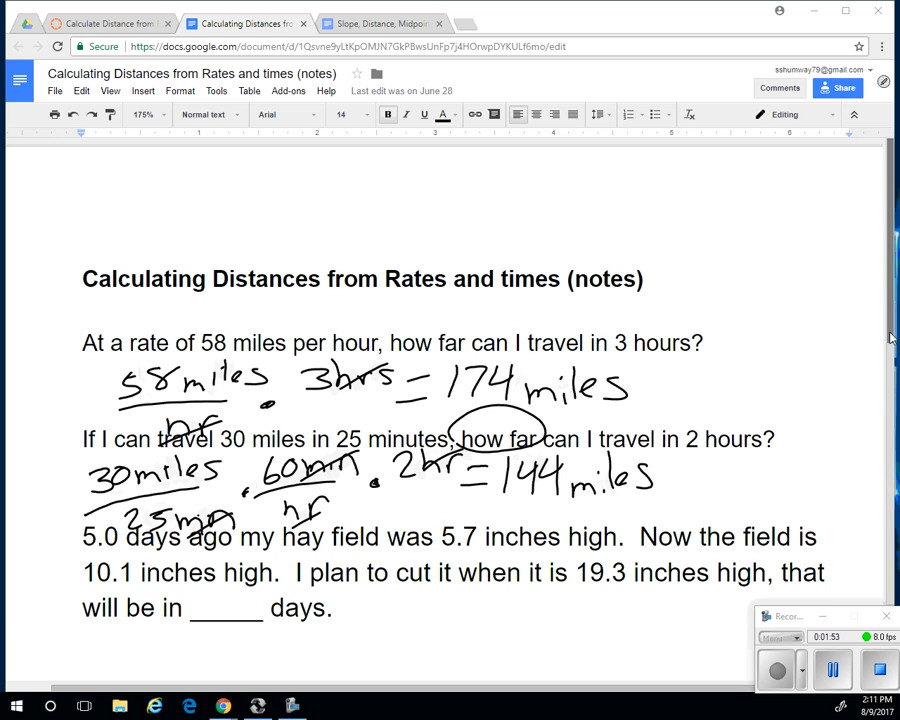 Calculate Distance from
Calculating Distances fro
Slope, Distance, Midpoi
Secure https://docs.google.com/document/d/1Qsvne9yLtKpOMJN7GkPBwsUnFp7j4HOrwpDYKULf6mo/edit
Calculating Distances from Rates and times (notes)
sshumway79@gmail.com
File Edit View Insert Format Tools Table Add-ons Help Last edit was on June 28
Comments Share
175% Normal text Arial 14 B I U A Editing
1 2 3 4 5 6
Calculating Distances from Rates and times (notes)
At a rate of 58 miles per hour, how far can I travel in 3 hours?
58 miles . 3 hrs = 174 miles
hr
If I can travel 30 miles in 25 minutes, how far can I travel in 2 hours?
30 miles . 60 min . 2 hr = 144 miles
25 min hr
5.0 days ago my hay field was 5.7 inches high. Now the field is
10.1 inches high. I plan to cut it when it is 19.3 inches high, that
will be in ______ days.
Recor...
Menu 0:01:53 8.0 fps
2:11 PM
8/9/2017